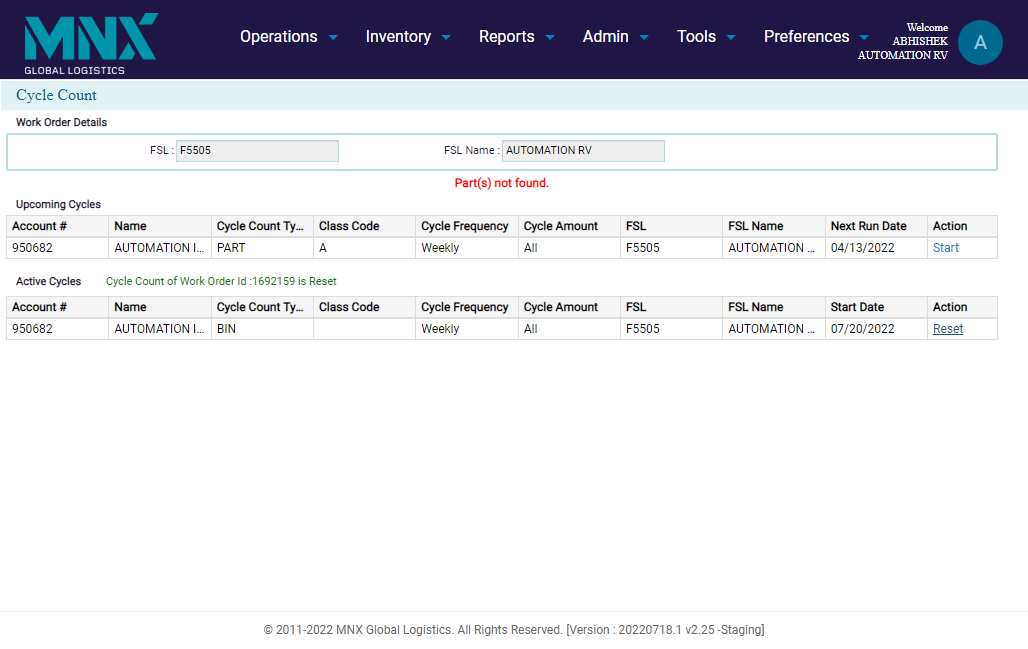 MNX
GLOBAL LOGISTICS
Operations Inventory Reports Admin Tools Preferences
Welcome
ABHISHEK
AUTOMATION RV
A
Cycle Count
Work Order Details
FSL : F5505 FSL Name : AUTOMATION RV
Part(s) not found.
Upcoming Cycles
Account # Name Cycle Count Ty... Class Code Cycle Frequency Cycle Amount FSL FSL Name Next Run Date Action
950682 AUTOMATION I... PART A Weekly All F5505 AUTOMATION ... 04/13/2022 Start
Active Cycles Cycle Count of Work Order Id :1692159 is Reset
Account # Name Cycle Count Ty... Class Code Cycle Frequency Cycle Amount FSL FSL Name Start Date Action
950682 AUTOMATION I... BIN Weekly All F5505 AUTOMATION ... 07/20/2022 Reset
© 2011-2022 MNX Global Logistics. All Rights Reserved. [Version : 20220718.1 v2.25 -Staging]